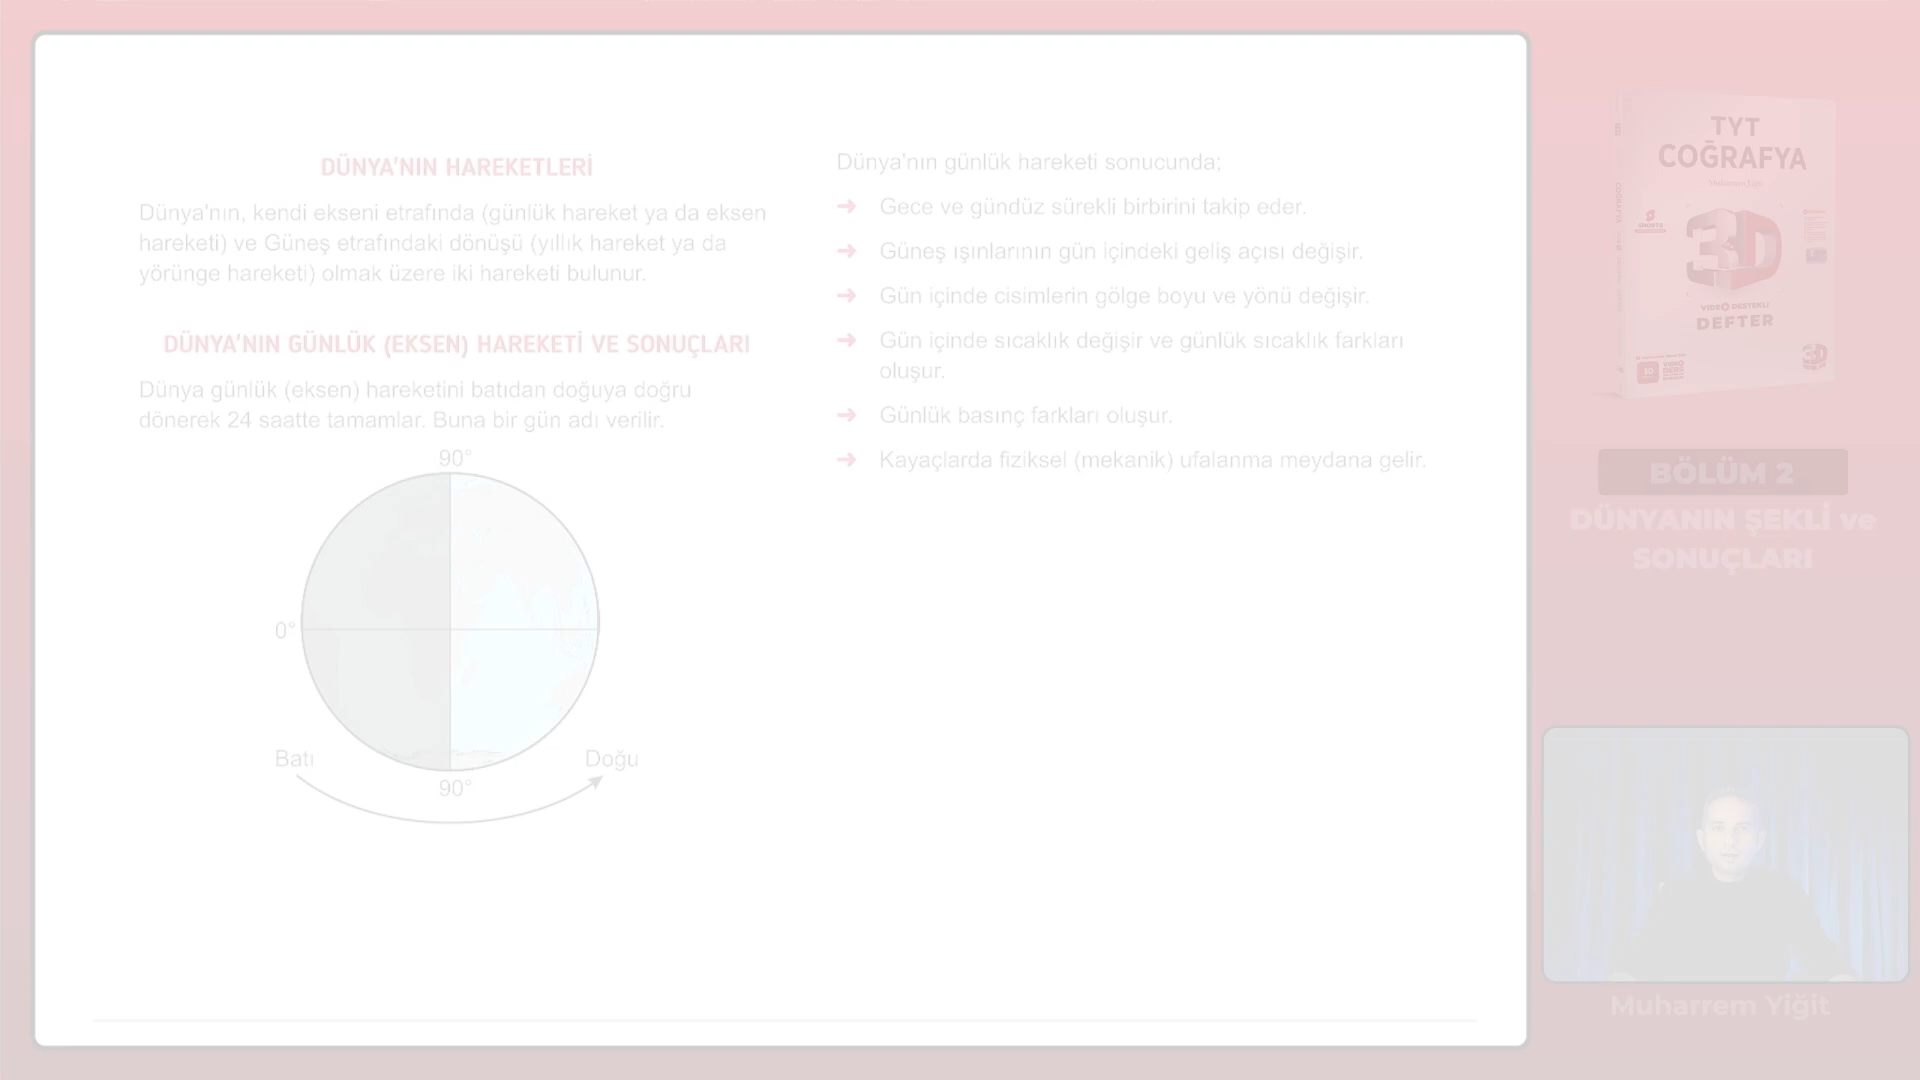 DÜNYA'NIN HAREKETLERİ
Dünya'nın, kendi ekseni etrafında (günlük hareket ya da eksen
hareketi) ve Güneş etrafındaki dönüşü (yıllık hareket ya da
yörünge hareketi) olmak üzere iki hareketi bulunur.
DÜNYA'NIN GÜNLÜK (EKSEN) HAREKETİ VE SONUÇLARI
Dünya günlük (eksen) hareketini batıdan doğuya doğru
dönerek 24 saatte tamamlar. Buna bir gün adı verilir.
90°
0°
Batı
Doğu
90°
Dünya'nın günlük hareketi sonucunda;
➜ Gece ve gündüz sürekli birbirini takip eder.
➜ Güneş ışınlarının gün içindeki geliş açısı değişir.
➜ Gün içinde cisimlerin gölge boyu ve yönü değişir.
➜ Gün içinde sıcaklık değişir ve günlük sıcaklık farkları
oluşur.
➜ Günlük basınç farkları oluşur.
➜ Kayaçlarda fiziksel (mekanik) ufalanma meydana gelir.
TYT
COĞRAFYA
Muharrem Yiğit
3D
VIDEO DESTEKLİ
DEFTER
BÖLÜM 2
DÜNYANIN ŞEKLİ ve
SONUÇLARI
Muharrem Yiğit